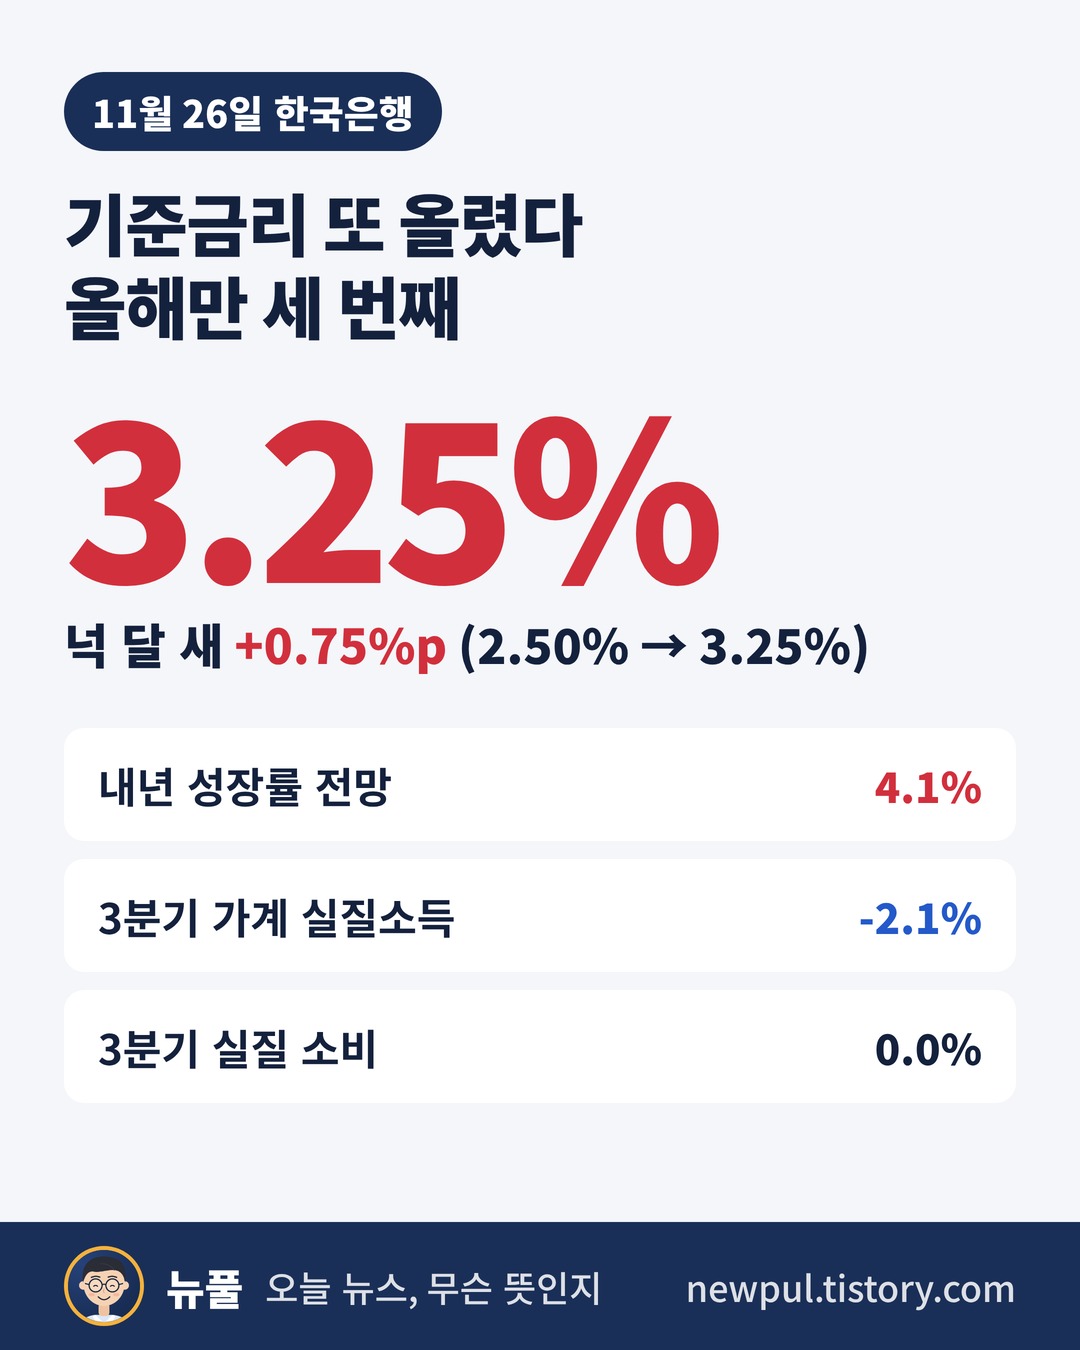 11월 26일 한국은행
기준금리 또 올렸다
올해만 세 번째
3.25%
넉 달 새 +0.75%p (2.50% → 3.25%)
내년 성장률 전망 4.1%
3분기 가계 실질소득 -2.1%
3분기 실질 소비 0.0%
뉴풀 오늘 뉴스, 무슨 뜻인지 newpul.tistory.com